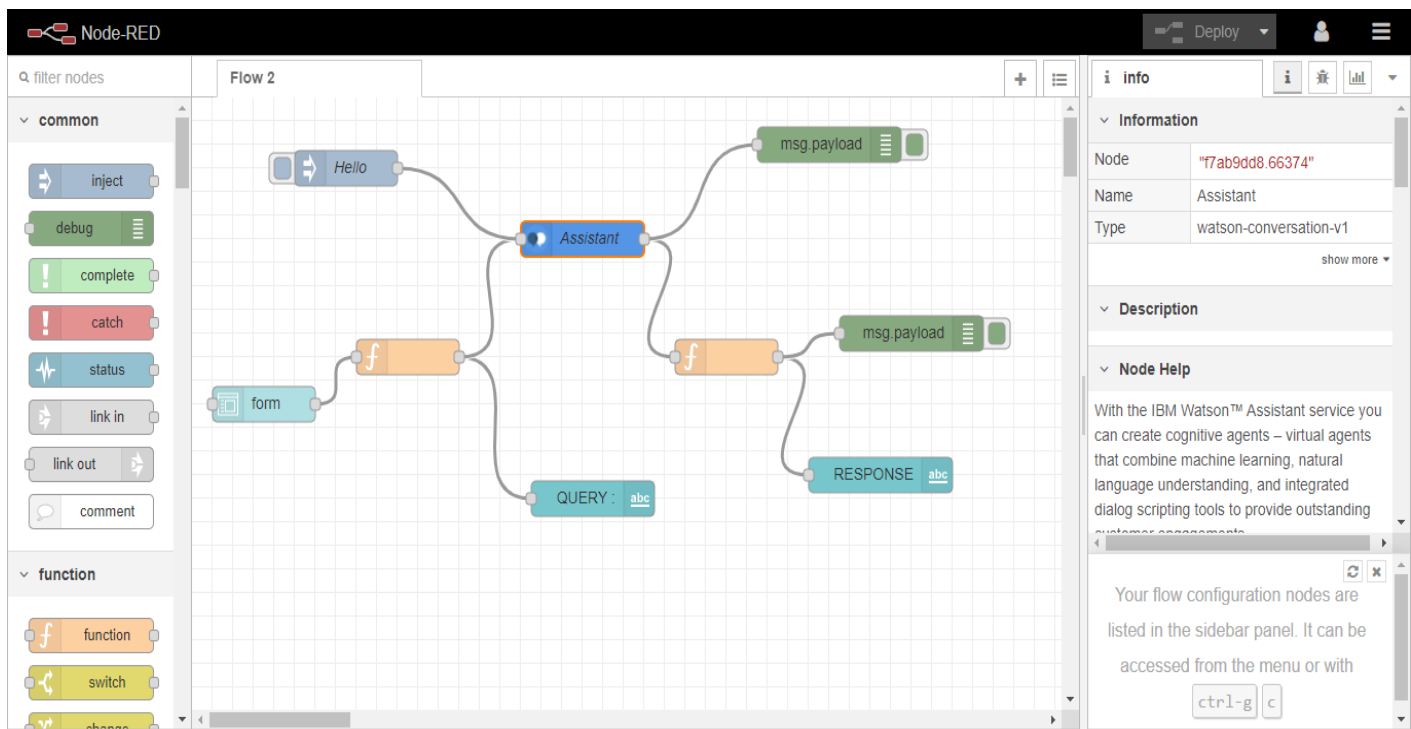 Node-RED
Deploy
filter nodes
common
inject
debug
complete
catch
status
link in
link out
comment
function
function
switch
change
Flow 2
Hello
msg.payload
Assistant
msg.payload
form
RESPONSE abc
QUERY : abc
i info
i
Information
Node "f7ab9dd8.66374"
Name Assistant
Type watson-conversation-v1
show more
Description
Node Help
With the IBM Watson™ Assistant service you
can create cognitive agents – virtual agents
that combine machine learning, natural
language understanding, and integrated
dialog scripting tools to provide outstanding
customer engagements
Your flow configuration nodes are
listed in the sidebar panel. It can be
accessed from the menu or with
ctrl-g c